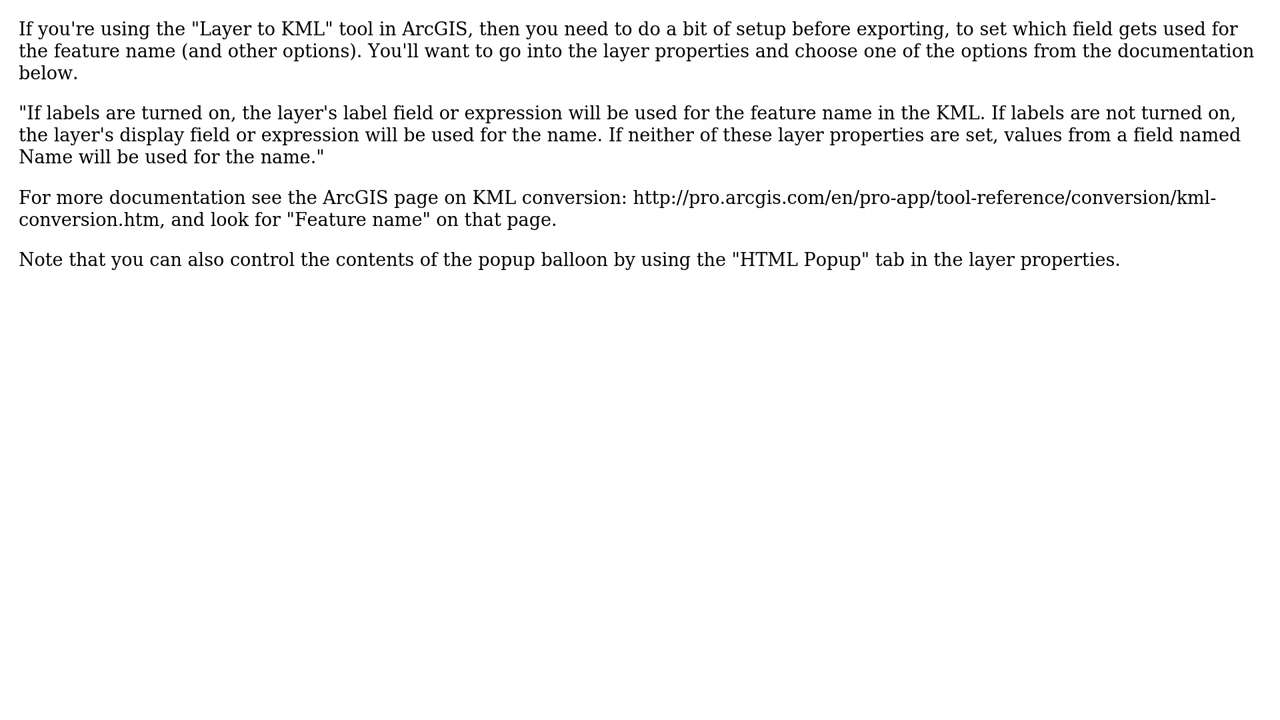 If you're using the "Layer to KML" tool in ArcGIS, then you need to do a bit of setup before exporting, to set which field gets used for
the feature name (and other options). You'll want to go into the layer properties and choose one of the options from the documentation
below.
"If labels are turned on, the layer's label field or expression will be used for the feature name in the KML. If labels are not turned on,
the layer's display field or expression will be used for the name. If neither of these layer properties are set, values from a field named
Name will be used for the name."
For more documentation see the ArcGIS page on KML conversion: http://pro.arcgis.com/en/pro-app/tool-reference/conversion/kml-
conversion.htm, and look for "Feature name" on that page.
Note that you can also control the contents of the popup balloon by using the "HTML Popup" tab in the layer properties.